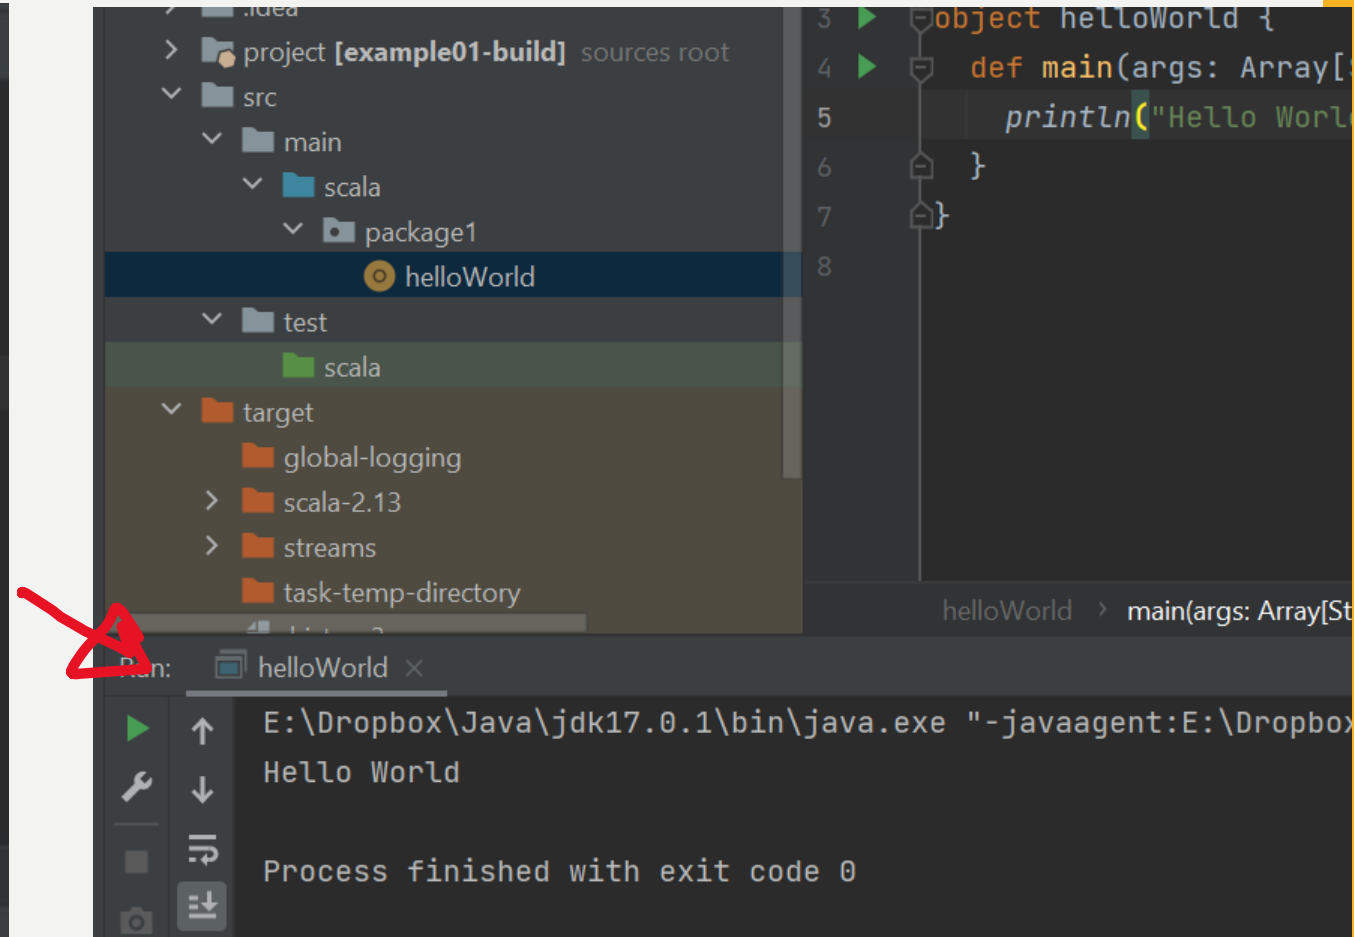 .idea
project [example01-build] sources root
src
main
scala
package1
helloWorld
test
scala
target
global-logging
scala-2.13
streams
task-temp-directory
3 object helloWorld {
4 def main(args: Array[
5 println("Hello Worl
6 }
7 }
8
helloWorld > main(args: Array[St
Run: helloWorld ×
E:\Dropbox\Java\jdk17.0.1\bin\java.exe "-javaagent:E:\Dropbox
Hello World
Process finished with exit code 0